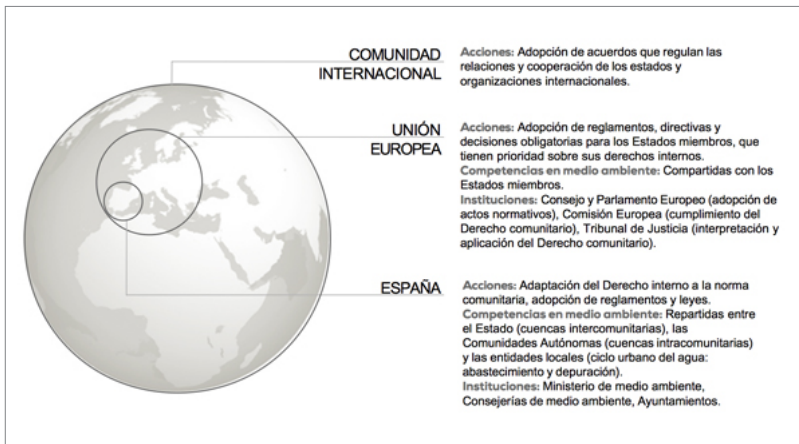 COMUNIDAD
INTERNACIONAL
Acciones: Adopción de acuerdos que regulan las
relaciones y cooperación de los estados y
organizaciones internacionales.
UNIÓN
EUROPEA
Acciones: Adopción de reglamentos, directivas y
decisiones obligatorias para los Estados miembros, que
tienen prioridad sobre sus derechos internos.
Competencias en medio ambiente: Compartidas con los
Estados miembros.
Instituciones: Consejo y Parlamento Europeo (adopción de
actos normativos), Comisión Europea (cumplimiento del
Derecho comunitario), Tribunal de Justicia (interpretación y
aplicación del Derecho comunitario).
ESPAÑA
Acciones: Adaptación del Derecho interno a la norma
comunitaria, adopción de reglamentos y leyes.
Competencias en medio ambiente: Repartidas entre
el Estado (cuencas intercomunitarias), las
Comunidades Autónomas (cuencas intracomunitarias)
y las entidades locales (ciclo urbano del agua:
abastecimiento y depuración).
Instituciones: Ministerio de medio ambiente,
Consejerías de medio ambiente, Ayuntamientos.